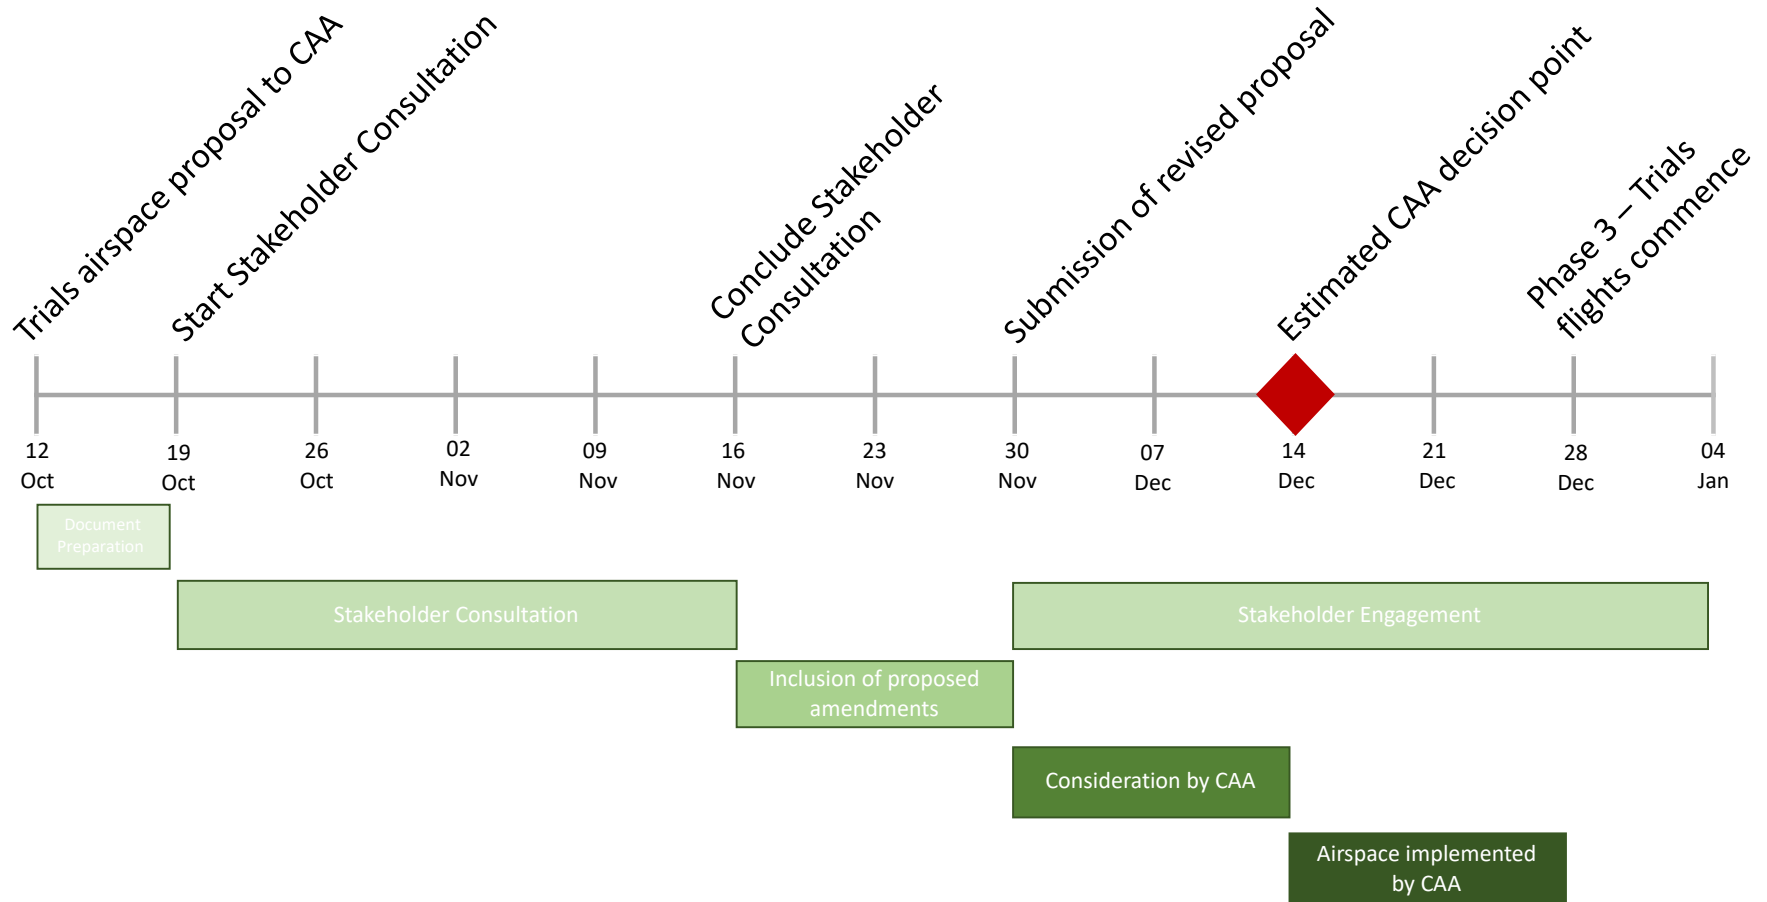 Trials airspace proposal to CAA
Start Stakeholder Consultation
Conclude Stakeholder
Consultation
Submission of revised proposal
Estimated CAA decision point
Phase 3 – Trials
flights commence
12
Oct
19
Oct
26
Oct
02
Nov
09
Nov
16
Nov
23
Nov
30
Nov
07
Dec
14
Dec
21
Dec
28
Dec
04
Jan
Document
Preparation
Stakeholder Consultation
Stakeholder Engagement
Inclusion of proposed
amendments
Consideration by CAA
Airspace implemented
by CAA